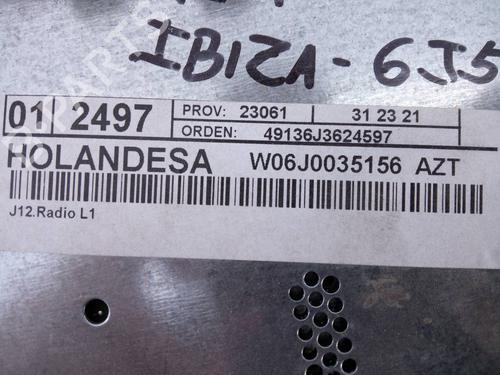 IBIZA - 6J5
01 2497 PROV: 23061 31 23 21
ORDEN: 49136J3624597
HOLANDESA W06J0035156 AZT
J12.Radio L1